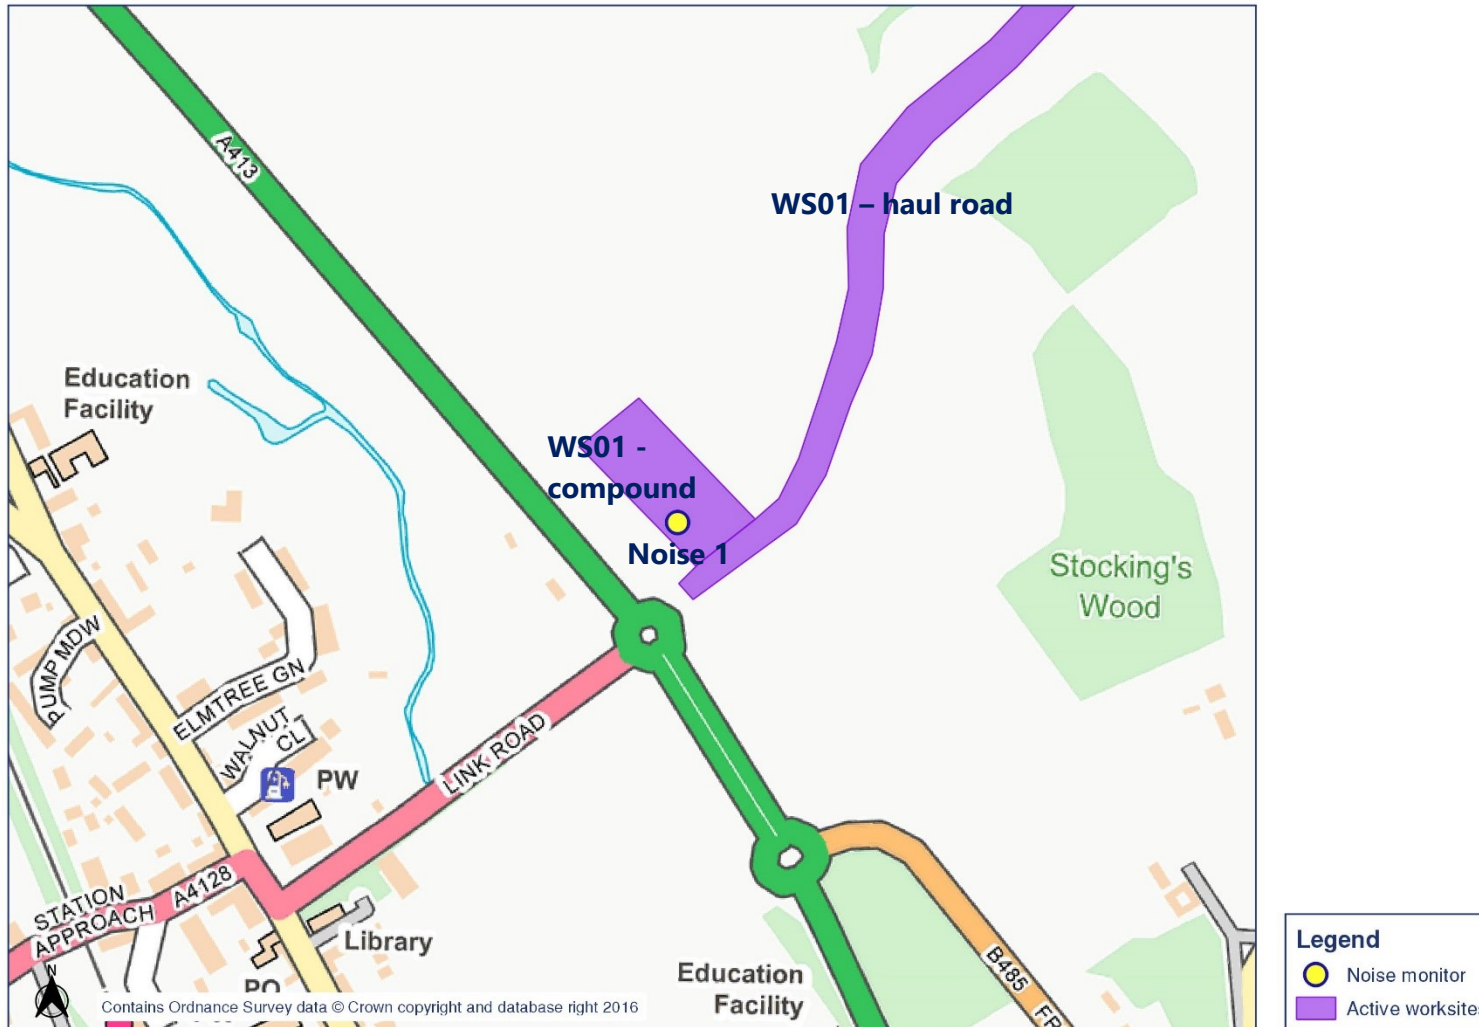 A413
WS01 – haul road
Education
Facility
WS01 -
compound
Noise 1
Stocking's
Wood
PUMP MDW
ELMTREE GN
WALNUT
CL
PW
LINK ROAD
STATION
APPROACH
A4128
Library
PO
Education
Facility
B485
N
Contains Ordnance Survey data © Crown copyright and database right 2016
Legend
Noise monitor
Active worksite